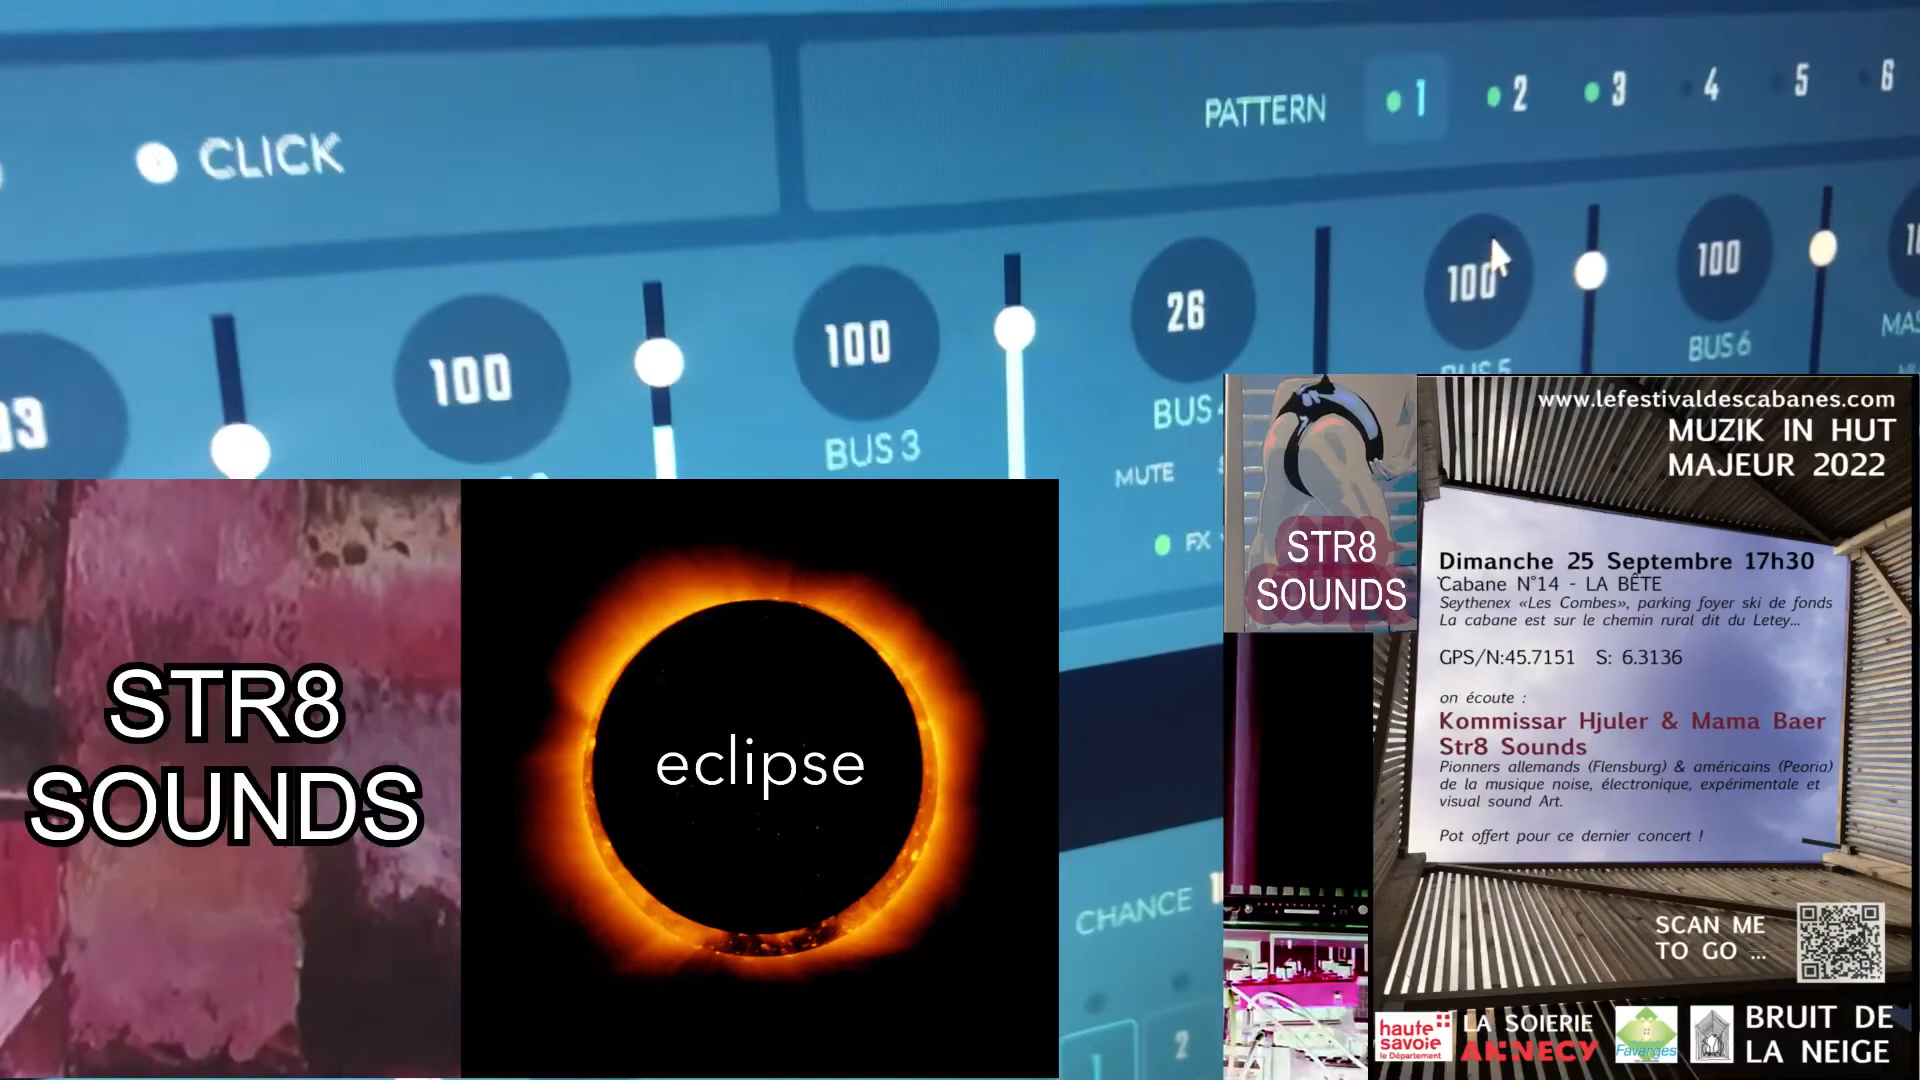 CLICK
PATTERN 1 2 3 4 5 6
100
100
26
100
100
BUS 3
BUS 5
BUS 6
MUTE
FX
CHANCE
2
STR8
SOUNDS
eclipse
STR8
SOUNDS
www.lefestivaldescabanes.com
MUZIK IN HUT
MAJEUR 2022
Dimanche 25 Septembre 17h30
Cabane N°14 - LA BÊTE
Seythenex «Les Combes», parking foyer ski de fonds
La cabane est sur le chemin rural dit du Letey...
GPS/N:45.7151 S: 6.3136
on écoute :
Kommissar Hjuler & Mama Baer
Str8 Sounds
Pionners allemands (Flensburg) & américains (Peoria)
de la musique noise, électronique, expérimentale et
visual sound Art.
Pot offert pour ce dernier concert !
SCAN ME
TO GO ...
haute
savoie
le Département
LA SOIERIE
ANNECY
Faverges
BRUIT DE
LA NEIGE